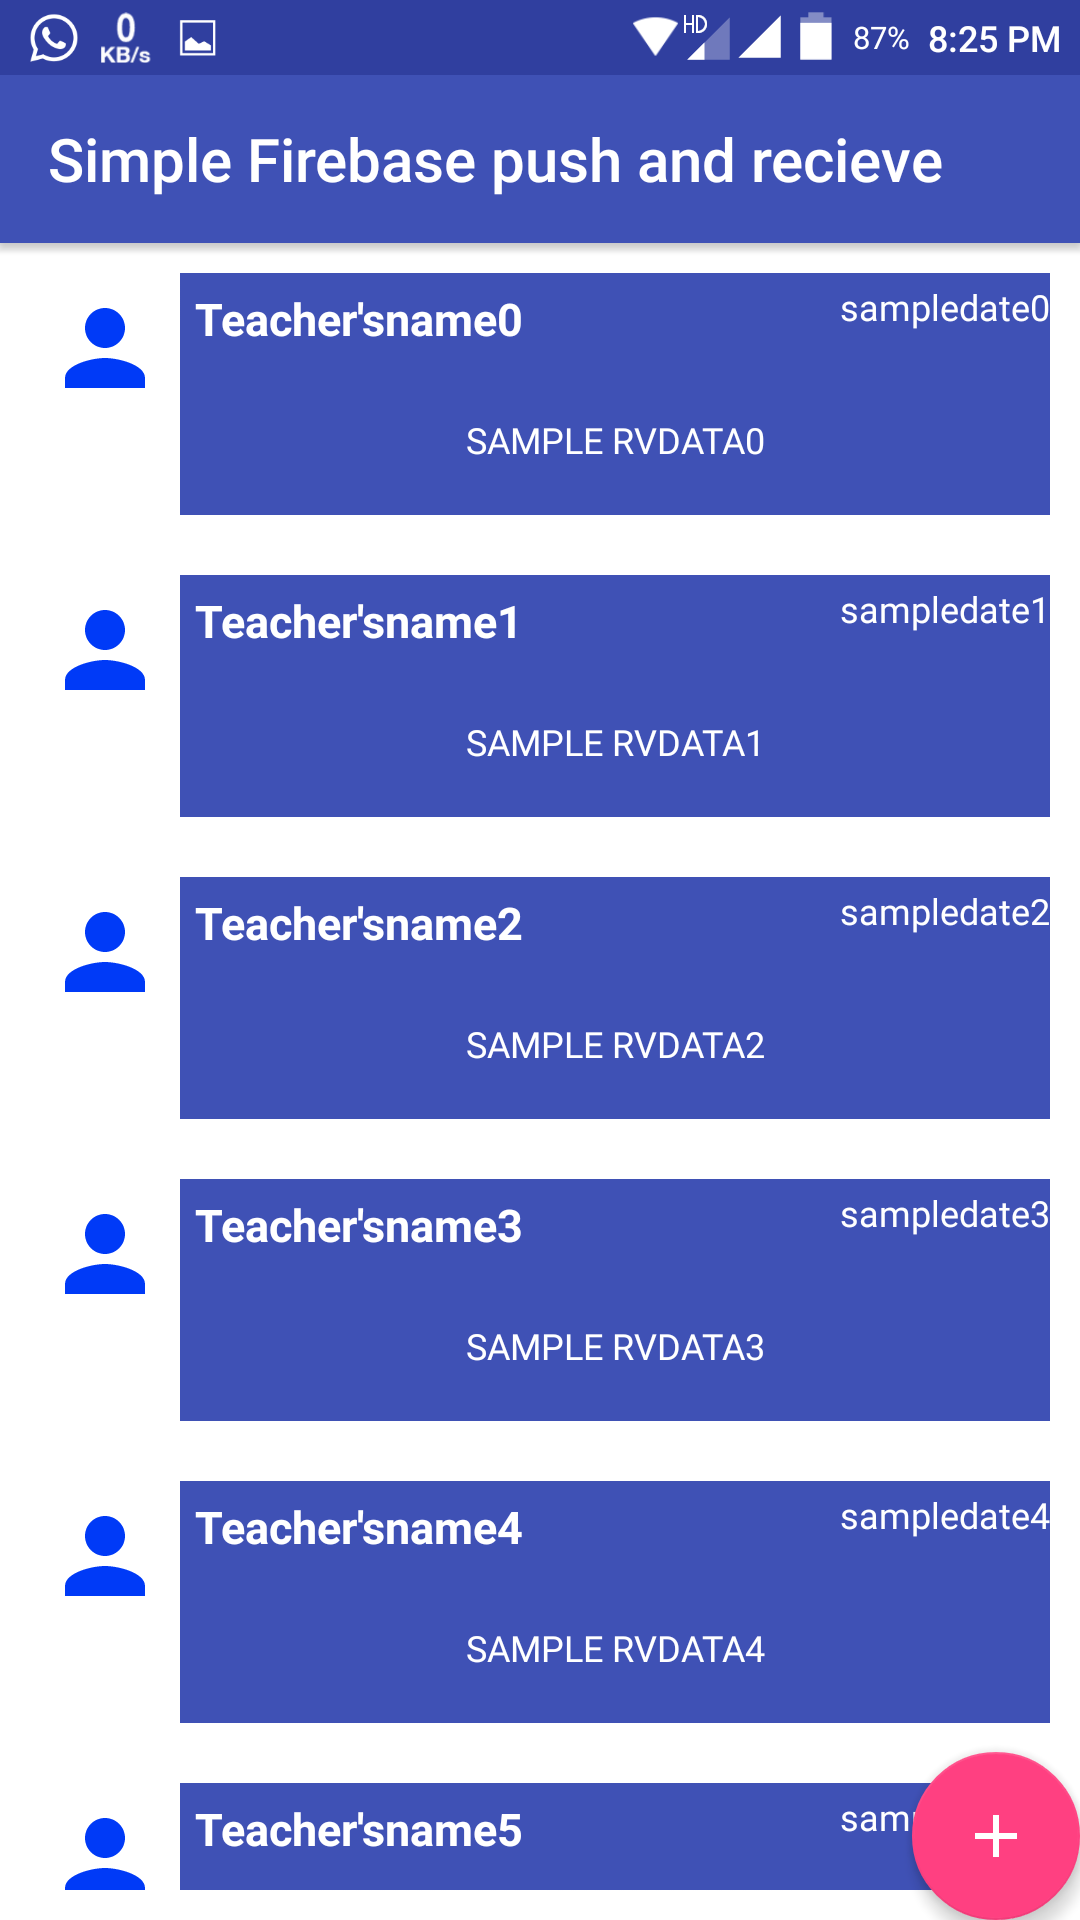 0
KB/s
HD
87% 8:25 PM
Simple Firebase push and recieve
Teacher'sname0 sampledate0
SAMPLE RVDATA0
Teacher'sname1 sampledate1
SAMPLE RVDATA1
Teacher'sname2 sampledate2
SAMPLE RVDATA2
Teacher'sname3 sampledate3
SAMPLE RVDATA3
Teacher'sname4 sampledate4
SAMPLE RVDATA4
Teacher'sname5